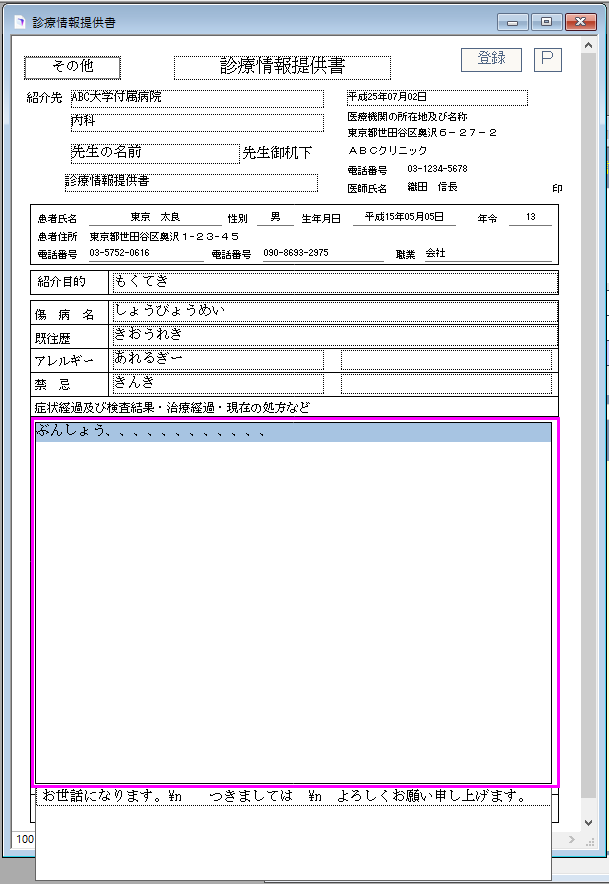 診療情報提供書
その他
診療情報提供書
登録
P
紹介先 ABC大学付属病院
平成25年07月02日
内科
医療機関の所在地及び名称
東京都世田谷区奥沢６－２７－２
先生の名前 先生御机下
ＡＢＣクリニック
電話番号 03-1234-5678
診療情報提供書
医師氏名 織田 信長 印
患者氏名 東京 太良 性別 男 生年月日 平成15年05月05日 年令 13
患者住所 東京都世田谷区奥沢１－２３－４５
電話番号 03-5752-0616 電話番号 090-8693-2975 職業 会社
紹介目的 もくてき
傷 病 名 しょうびょうめい
既往歴 きおうれき
アレルギー あれるぎー
禁 忌 きんき
症状経過及び検査結果・治療経過・現在の処方など
ぶんしょう、、、、、、、、、、、、
お世話になります。¥n つきましては ¥n よろしくお願い申し上げます。
100